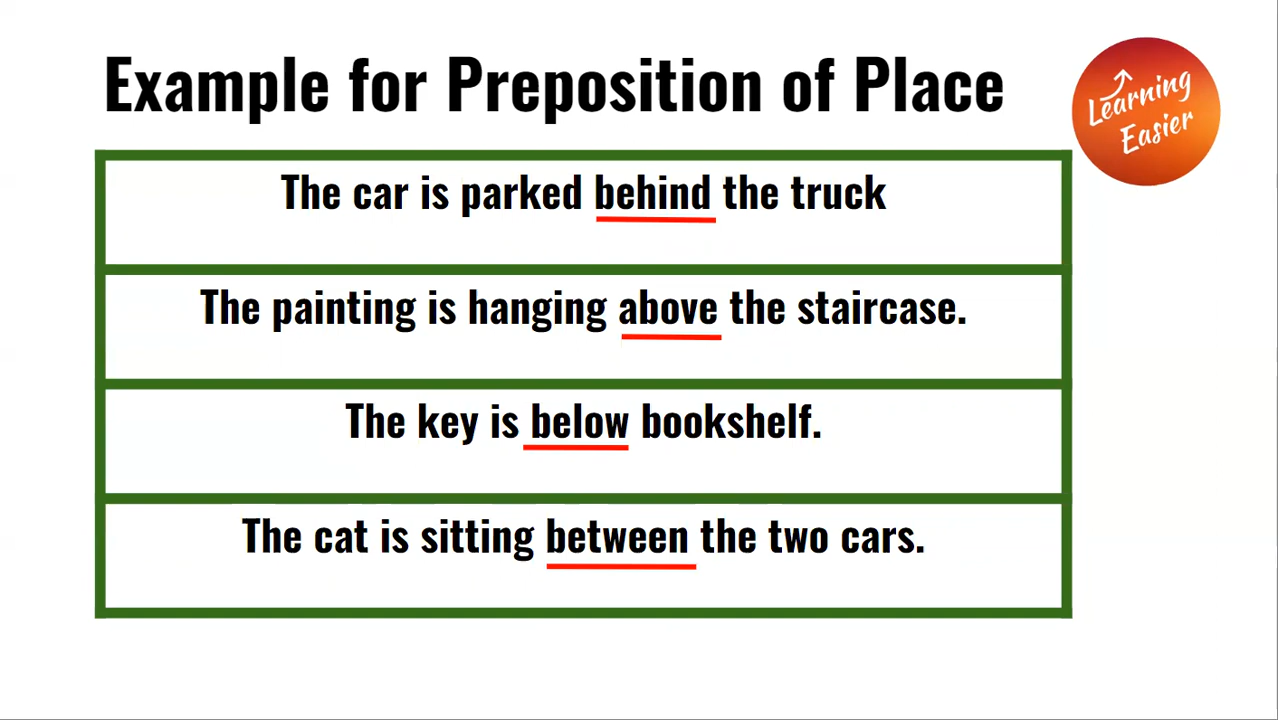 Example for Preposition of Place
Learning
Easier
The car is parked behind the truck
The painting is hanging above the staircase.
The key is below bookshelf.
The cat is sitting between the two cars.